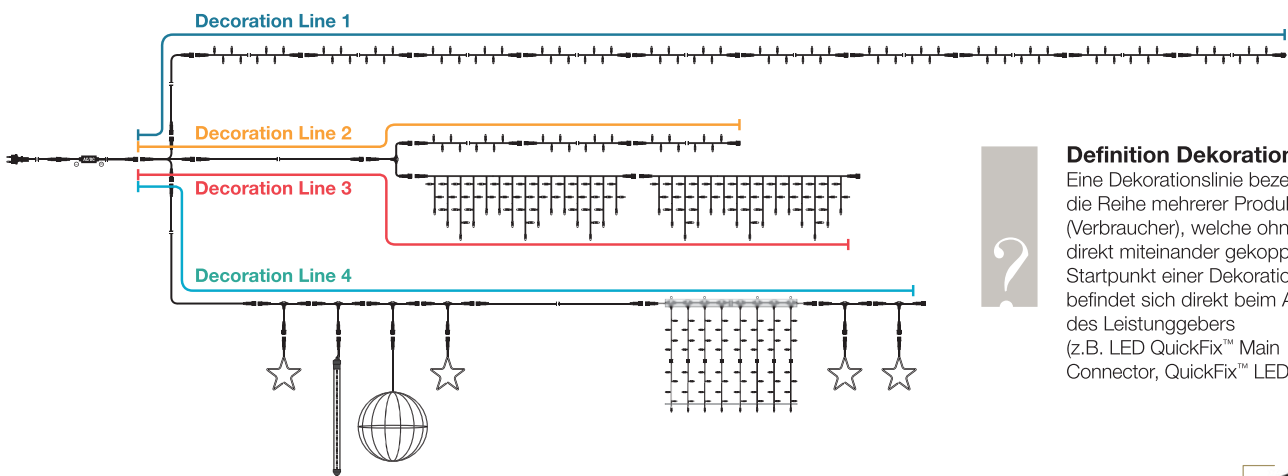 Decoration Line 1
Decoration Line 2
Decoration Line 3
Decoration Line 4
AC/DC
?
Definition Dekoration
Eine Dekorationslinie beze
die Reihe mehrerer Produk
(Verbraucher), welche ohn
direkt miteinander gekopp
Startpunkt einer Dekoratio
befindet sich direkt beim A
des Leistunggebers
(z.B. LED QuickFix™ Main
Connector, QuickFix™ LED